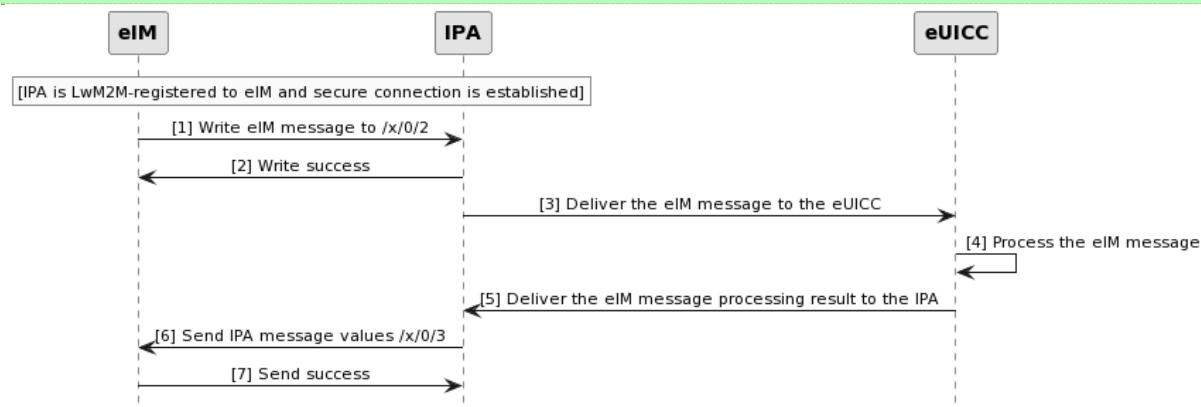 eIM IPA eUICC
[IPA is LwM2M-registered to eIM and secure connection is established]
[1] Write eIM message to /x/0/2
[2] Write success
[3] Deliver the eIM message to the eUICC
[4] Process the eIM message
[5] Deliver the eIM message processing result to the IPA
[6] Send IPA message values /x/0/3
[7] Send success